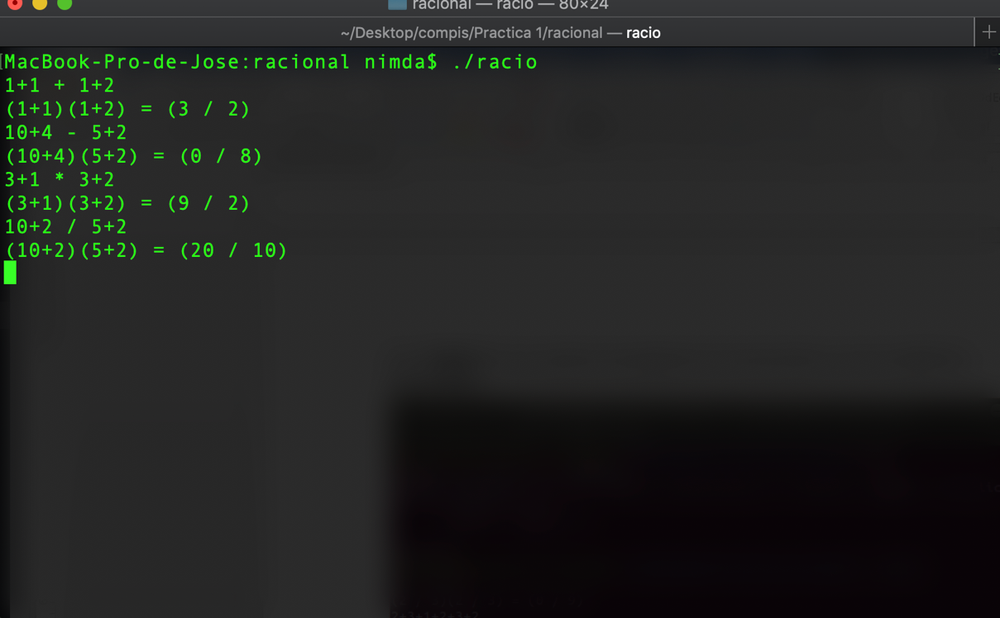 racional — racio — 80×24
~/Desktop/compis/Practica 1/racional — racio
MacBook-Pro-de-Jose:racional nimda$ ./racio
1+1 + 1+2
(1+1)(1+2) = (3 / 2)
10+4 - 5+2
(10+4)(5+2) = (0 / 8)
3+1 * 3+2
(3+1)(3+2) = (9 / 2)
10+2 / 5+2
(10+2)(5+2) = (20 / 10)